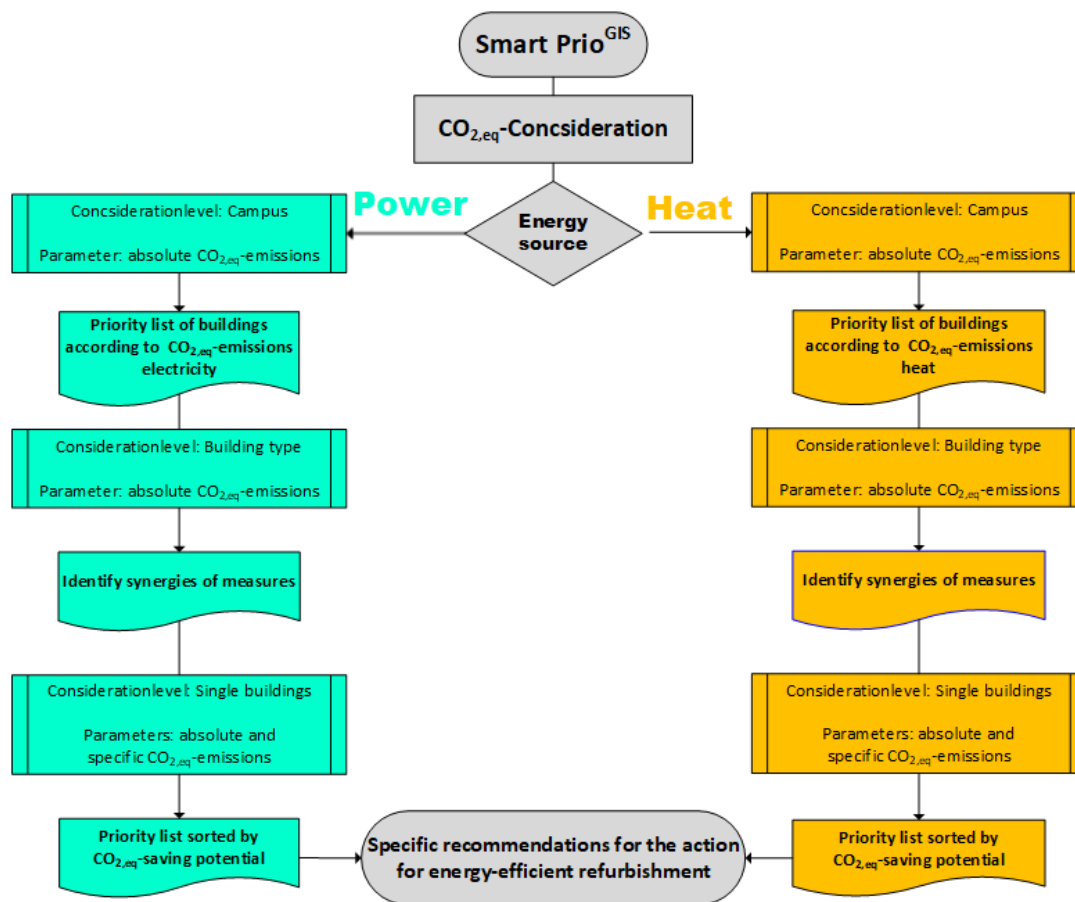 Smart Prio^GIS
CO2,eq-Concsideration
Power
Energy
source
Heat
Concsiderationlevel: Campus
Parameter: absolute CO2,eq-emissions
Concsiderationlevel: Campus
Parameter: absolute CO2,eq-emissions
Priority list of buildings
according to CO2,eq-emissions
electricity
Priority list of buildings
according to CO2,eq-emissions
heat
Considerationlevel: Building type
Parameter: absolute CO2,eq-emissions
Considerationlevel: Building type
Parameter: absolute CO2,eq-emissions
Identify synergies of measures
Identify synergies of measures
Considerationlevel: Single buildings
Parameters: absolute and
specific CO2,eq-emissions
Considerationlevel: Single buildings
Parameters: absolute and
specific CO2,eq-emissions
Priority list sorted by
CO2,eq-saving potential
Specific recommendations for the action
for energy-efficient refurbishment
Priority list sorted by
CO2,eq-saving potential